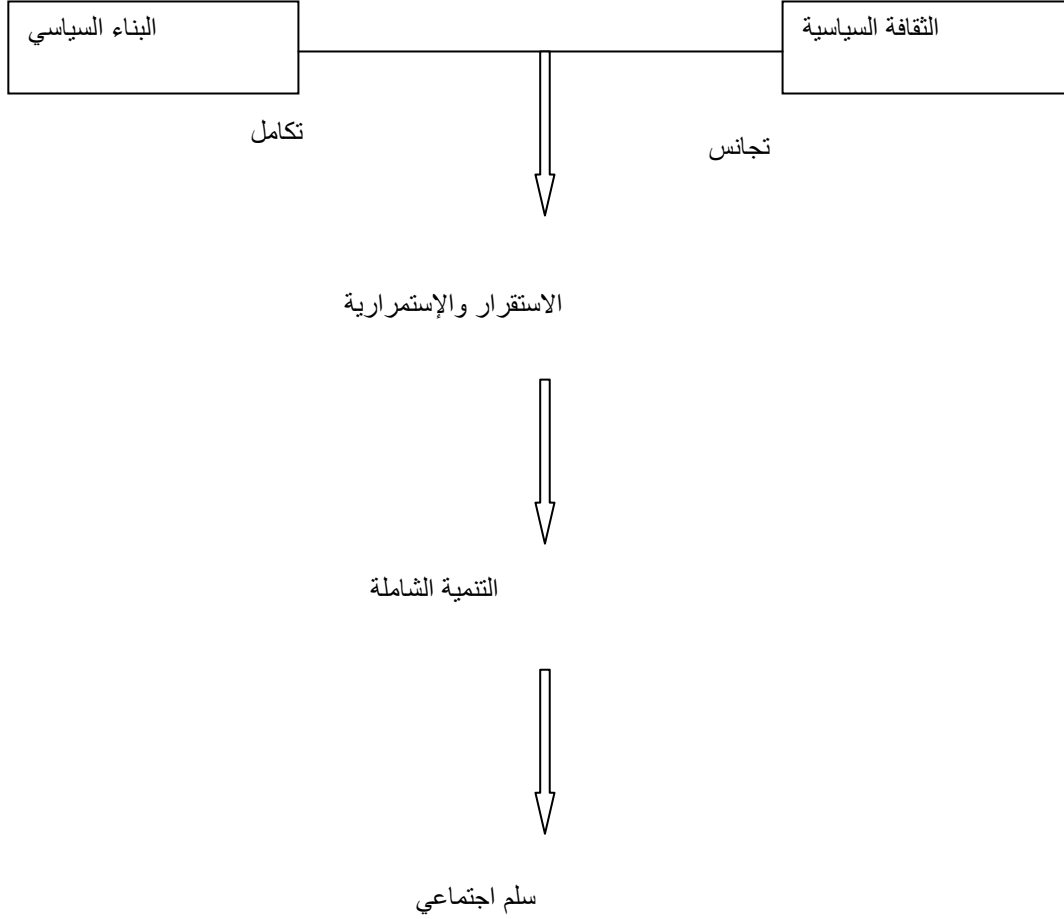 الثقافة السياسية
البناء السياسي
تجانس
تكامل
الاستقرار والإستمرارية
التنمية الشاملة
سلم اجتماعي